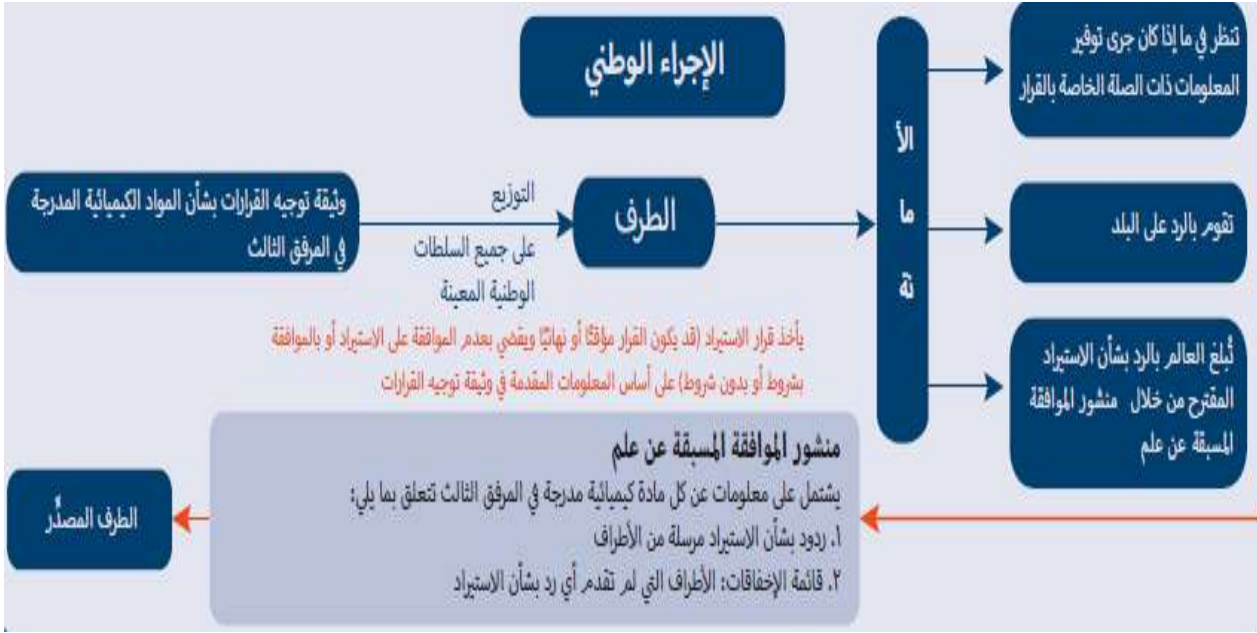 الإجراء الوطني
وثيقة توجيه القرارات بشأن المواد الكيميائية المدرجة
في المرفق الثالث
التوزيع
على جميع السلطات
الوطنية المعينة
الطرف
يأخذ قرار الاستيراد (قد يكون القرار مؤقتًا أو نهائيًا ويقضي بعدم الموافقة على الاستيراد أو بالموافقة
بشروط أو بدون شروط) على أساس المعلومات المقدمة في وثيقة توجيه القرارات
الأ
ما
نة
تنظر في ما إذا كان جرى توفير
المعلومات ذات الصلة الخاصة بالقرار
تقوم بالرد على البلد
تُبلغ العالم بالرد بشأن الاستيراد
المقترح من خلال منشور الموافقة
المسبقة عن علم
منشور الموافقة المسبقة عن علم
يشتمل على معلومات عن كل مادة كيميائية مدرجة في المرفق الثالث تتعلق بما يلي:
١. ردود بشأن الاستيراد مرسلة من الأطراف
٢. قائمة الإخفاقات: الأطراف التي لم تقدم أي رد بشأن الاستيراد
الطرف المصدِّر